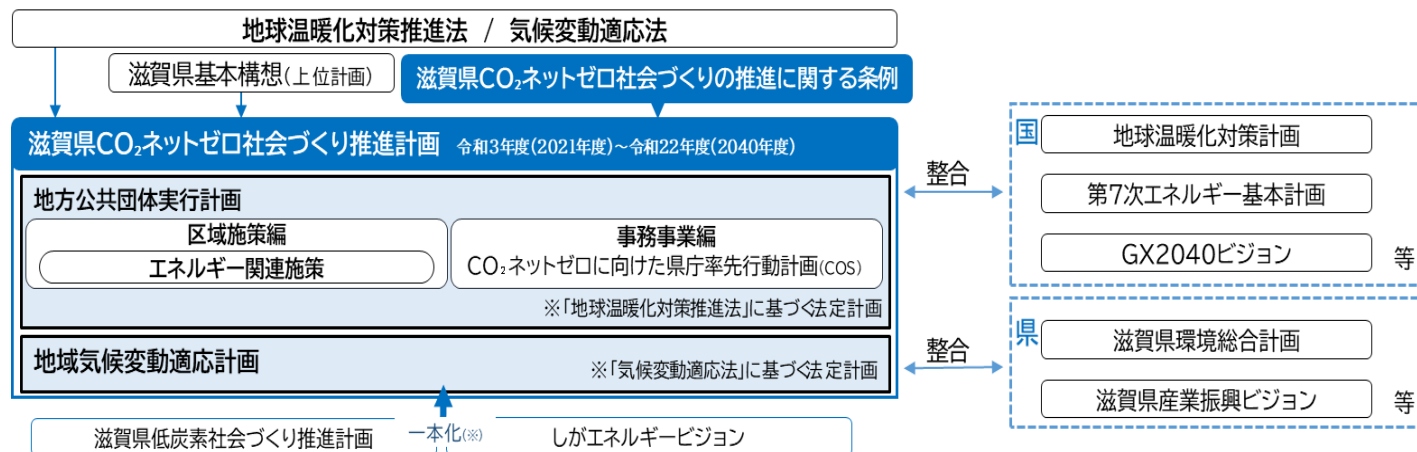 地球温暖化対策推進法 / 気候変動適応法
滋賀県基本構想(上位計画)
滋賀県CO₂ネットゼロ社会づくりの推進に関する条例
滋賀県CO₂ネットゼロ社会づくり推進計画 令和3年度(2021年度)~令和22年度(2040年度)
地方公共団体実行計画
区域施策編
エネルギー関連施策
事務事業編
CO₂ネットゼロに向けた県庁率先行動計画(COS)
※「地球温暖化対策推進法」に基づく法定計画
地域気候変動適応計画
※「気候変動適応法」に基づく法定計画
滋賀県低炭素社会づくり推進計画
一本化(※)
しがエネルギービジョン
整合
国
地球温暖化対策計画
第7次エネルギー基本計画
GX2040ビジョン
等
整合
県
滋賀県環境総合計画
滋賀県産業振興ビジョン
等